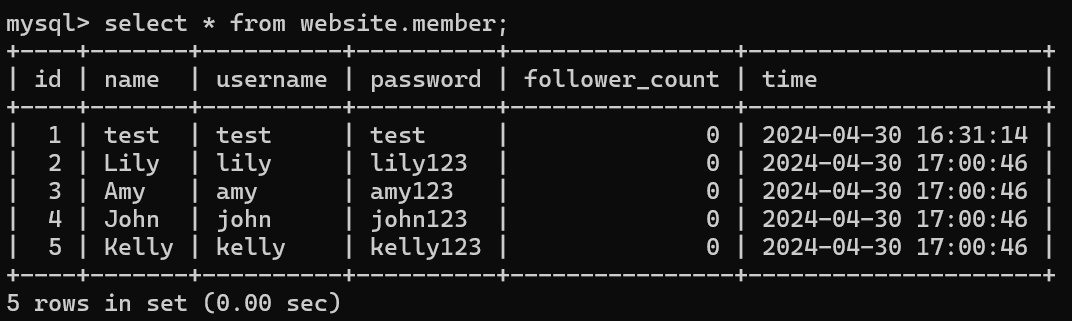 mysql> select * from website.member;
+----+-------+----------+----------+----------------+---------------------+
| id | name  | username | password | follower_count | time                |
+----+-------+----------+----------+----------------+---------------------+
|  1 | test  | test     | test     |              0 | 2024-04-30 16:31:14 |
|  2 | Lily  | lily     | lily123  |              0 | 2024-04-30 17:00:46 |
|  3 | Amy   | amy      | amy123   |              0 | 2024-04-30 17:00:46 |
|  4 | John  | john     | john123  |              0 | 2024-04-30 17:00:46 |
|  5 | Kelly | kelly    | kelly123 |              0 | 2024-04-30 17:00:46 |
+----+-------+----------+----------+----------------+---------------------+
5 rows in set (0.00 sec)